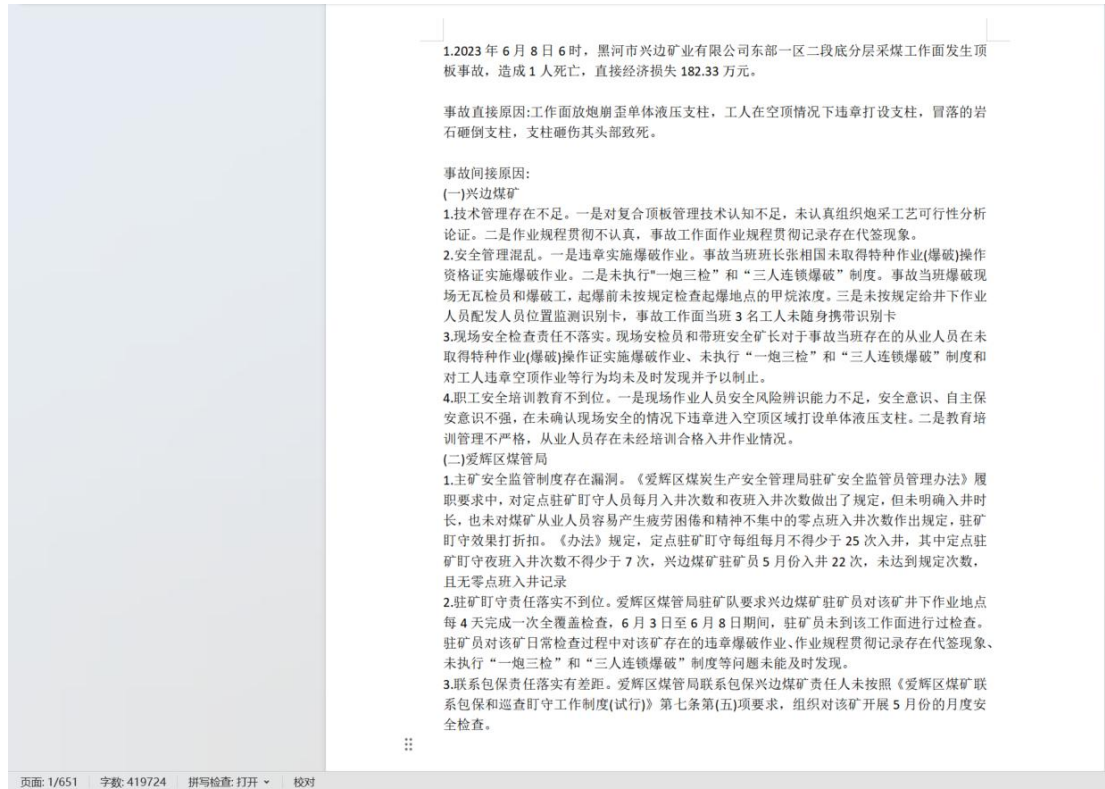 1.2023 年 6 月 8 日 6 时，黑河市兴边矿业有限公司东部一区二段底分层采煤工作面发生顶
板事故，造成 1 人死亡，直接经济损失 182.33 万元。
事故直接原因:工作面放炮崩歪单体液压支柱，工人在空顶情况下违章打设支柱，冒落的岩
石砸倒支柱，支柱砸伤其头部致死。
事故间接原因:
(一)兴边煤矿
1.技术管理存在不足。一是对复合顶板管理技术认知不足，未认真组织炮采工艺可行性分析
论证。二是作业规程贯彻不认真，事故工作面作业规程贯彻记录存在代签现象。
2.安全管理混乱。一是违章实施爆破作业。事故当班班长张相国未取得特种作业(爆破)操作
资格证实施爆破作业。二是未执行"一炮三检”和“三人连锁爆破”制度。事故当班爆破现
场无瓦检员和爆破工，起爆前未按规定检查起爆地点的甲烷浓度。三是未按规定给井下作业
人员配发人员位置监测识别卡，事故工作面当班 3 名工人未随身携带识别卡
3.现场安全检查责任不落实。现场安检员和带班安全矿长对于事故当班存在的从业人员在未
取得特种作业(爆破)操作证实施爆破作业、未执行“一炮三检”和“三人连锁爆破”制度和
对工人违章空顶作业等行为均未及时发现并予以制止。
4.职工安全培训教育不到位。一是现场作业人员安全风险辨识能力不足，安全意识、自主保
安意识不强，在未确认现场安全的情况下违章进入空顶区域打设单体液压支柱。二是教育培
训管理不严格，从业人员存在未经培训合格入井作业情况。
(二)爱辉区煤管局
1.主矿安全监管制度存在漏洞。《爱辉区煤炭生产安全管理局驻矿安全监管员管理办法》履
职要求中，对定点驻矿盯守人员每月入井次数和夜班入井次数做出了规定，但未明确入井时
长，也未对煤矿从业人员容易产生疲劳困倦和精神不集中的零点班入井次数作出规定，驻矿
盯守效果打折扣。《办法》规定，定点驻矿盯守每组每月不得少于 25 次入井，其中定点驻
矿盯守夜班入井次数不得少于 7 次，兴边煤矿驻矿员 5 月份入井 22 次，未达到规定次数，
且无零点班入井记录
2.驻矿盯守责任落实不到位。爱辉区煤管局驻矿队要求兴边煤矿驻矿员对该矿井下作业地点
每 4 天完成一次全覆盖检查，6 月 3 日至 6 月 8 日期间，驻矿员未到该工作面进行过检查。
驻矿员对该矿日常检查过程中对该矿存在的违章爆破作业、作业规程贯彻记录存在代签现象、
未执行“一炮三检”和“三人连锁爆破”制度等问题未能及时发现。
3.联系包保责任落实有差距。爱辉区煤管局联系包保兴边煤矿责任人未按照《爱辉区煤矿联
系包保和巡查盯守工作制度(试行)》第七条第(五)项要求，组织对该矿开展 5 月份的月度安
全检查。
页面: 1/651 字数: 419724 拼写检查: 打开 校对